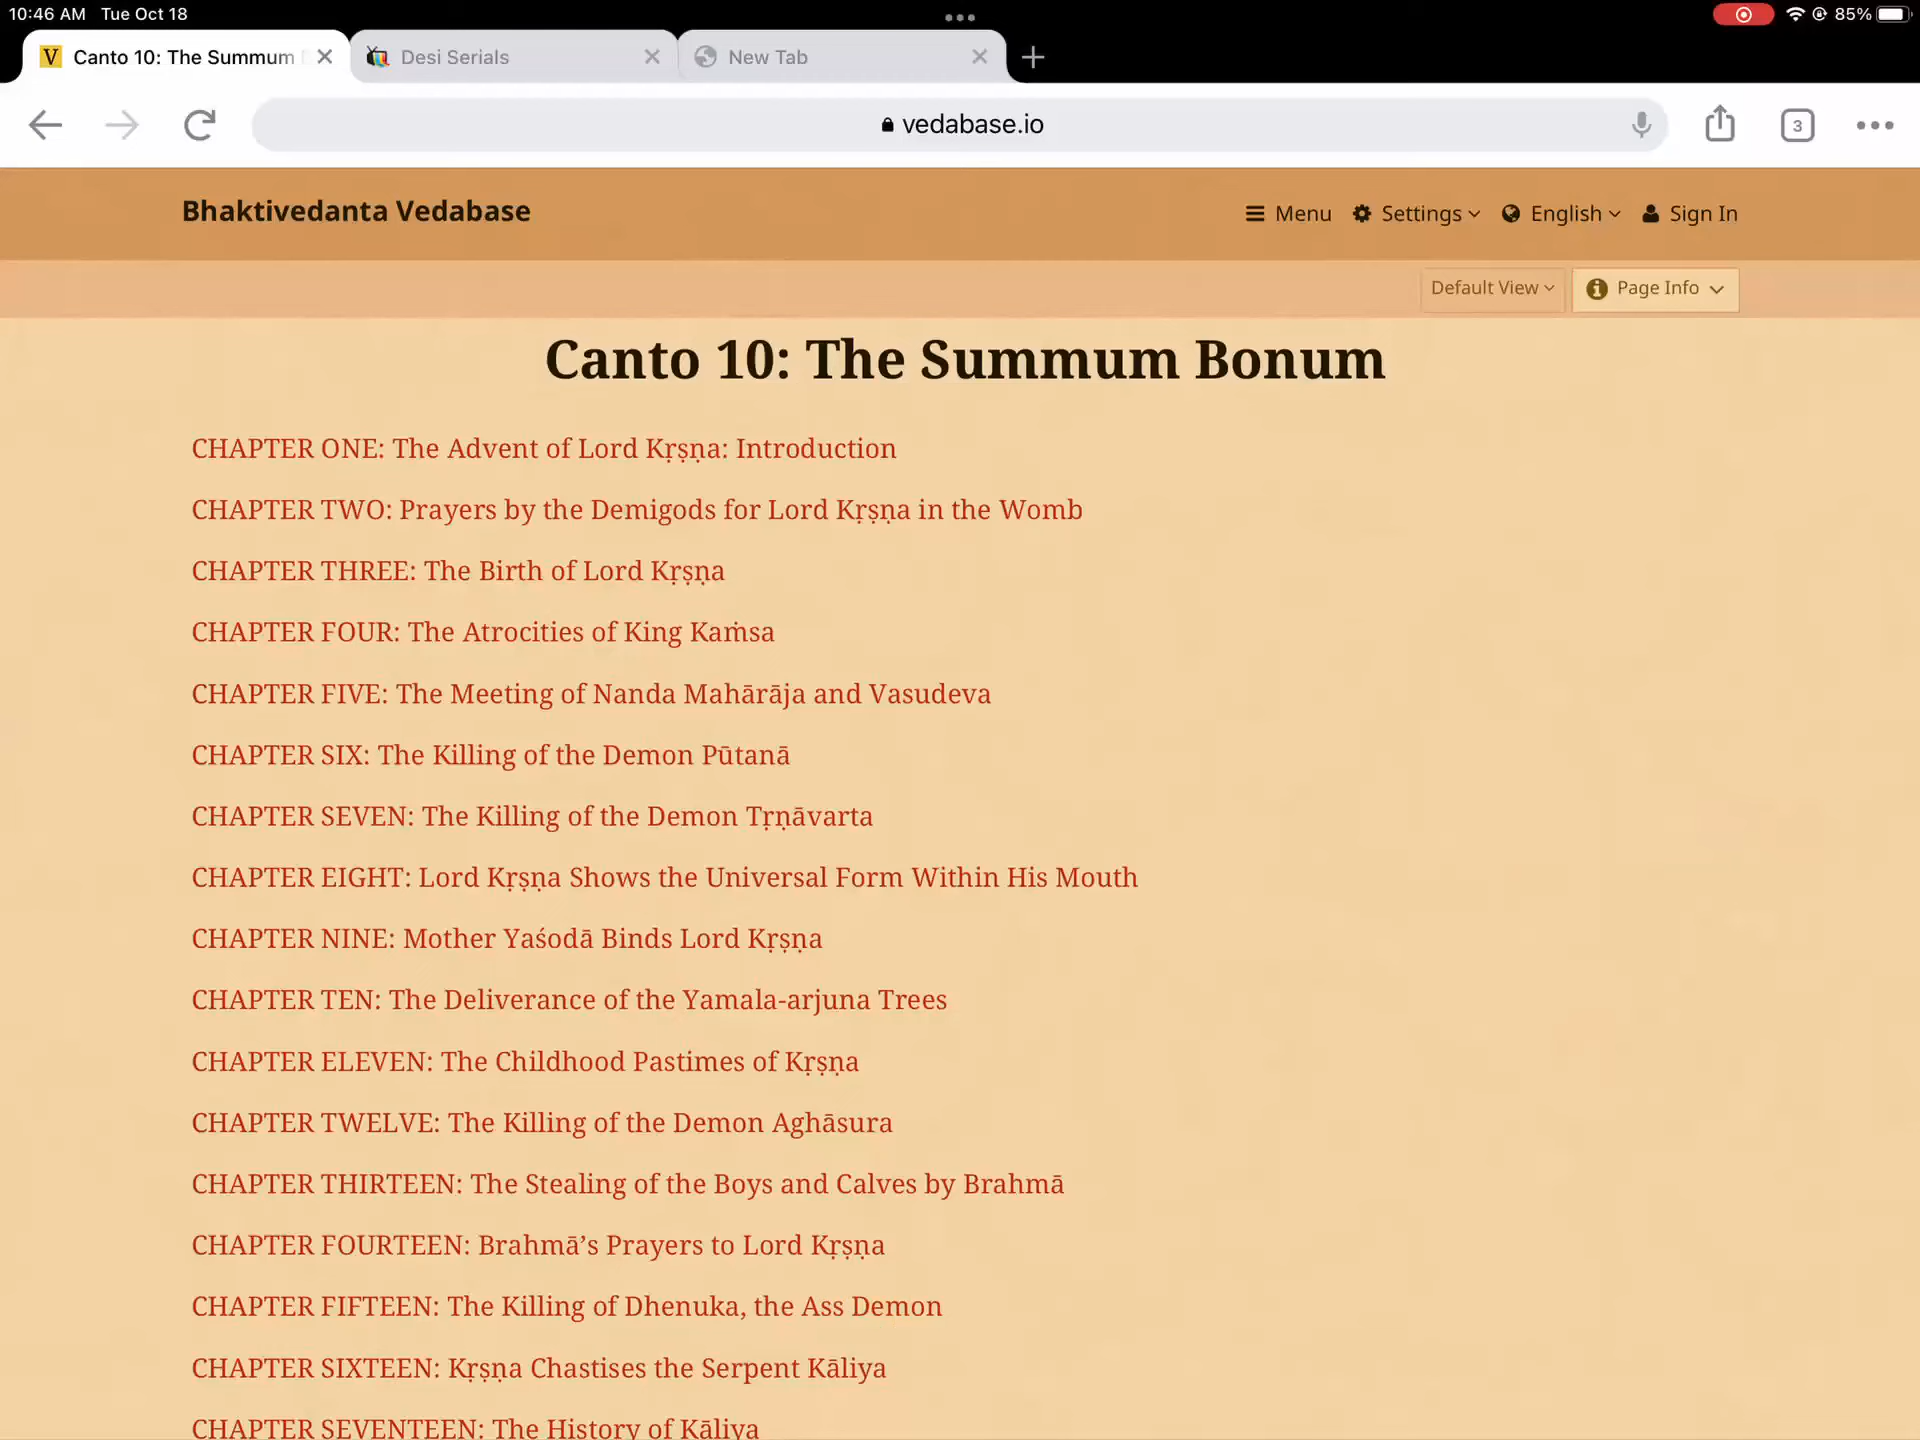 10:46 AM Tue Oct 18
85%
Canto 10: The Summum
Desi Serials
New Tab
vedabase.io
3
Bhaktivedanta Vedabase
Menu
Settings
English
Sign In
Default View
Page Info
Canto 10: The Summum Bonum
CHAPTER ONE: The Advent of Lord Kṛṣṇa: Introduction
CHAPTER TWO: Prayers by the Demigods for Lord Kṛṣṇa in the Womb
CHAPTER THREE: The Birth of Lord Kṛṣṇa
CHAPTER FOUR: The Atrocities of King Kaṁsa
CHAPTER FIVE: The Meeting of Nanda Mahārāja and Vasudeva
CHAPTER SIX: The Killing of the Demon Pūtanā
CHAPTER SEVEN: The Killing of the Demon Tṛṇāvarta
CHAPTER EIGHT: Lord Kṛṣṇa Shows the Universal Form Within His Mouth
CHAPTER NINE: Mother Yaśodā Binds Lord Kṛṣṇa
CHAPTER TEN: The Deliverance of the Yamala-arjuna Trees
CHAPTER ELEVEN: The Childhood Pastimes of Kṛṣṇa
CHAPTER TWELVE: The Killing of the Demon Aghāsura
CHAPTER THIRTEEN: The Stealing of the Boys and Calves by Brahmā
CHAPTER FOURTEEN: Brahmā’s Prayers to Lord Kṛṣṇa
CHAPTER FIFTEEN: The Killing of Dhenuka, the Ass Demon
CHAPTER SIXTEEN: Kṛṣṇa Chastises the Serpent Kāliya
CHAPTER SEVENTEEN: The History of Kāliya